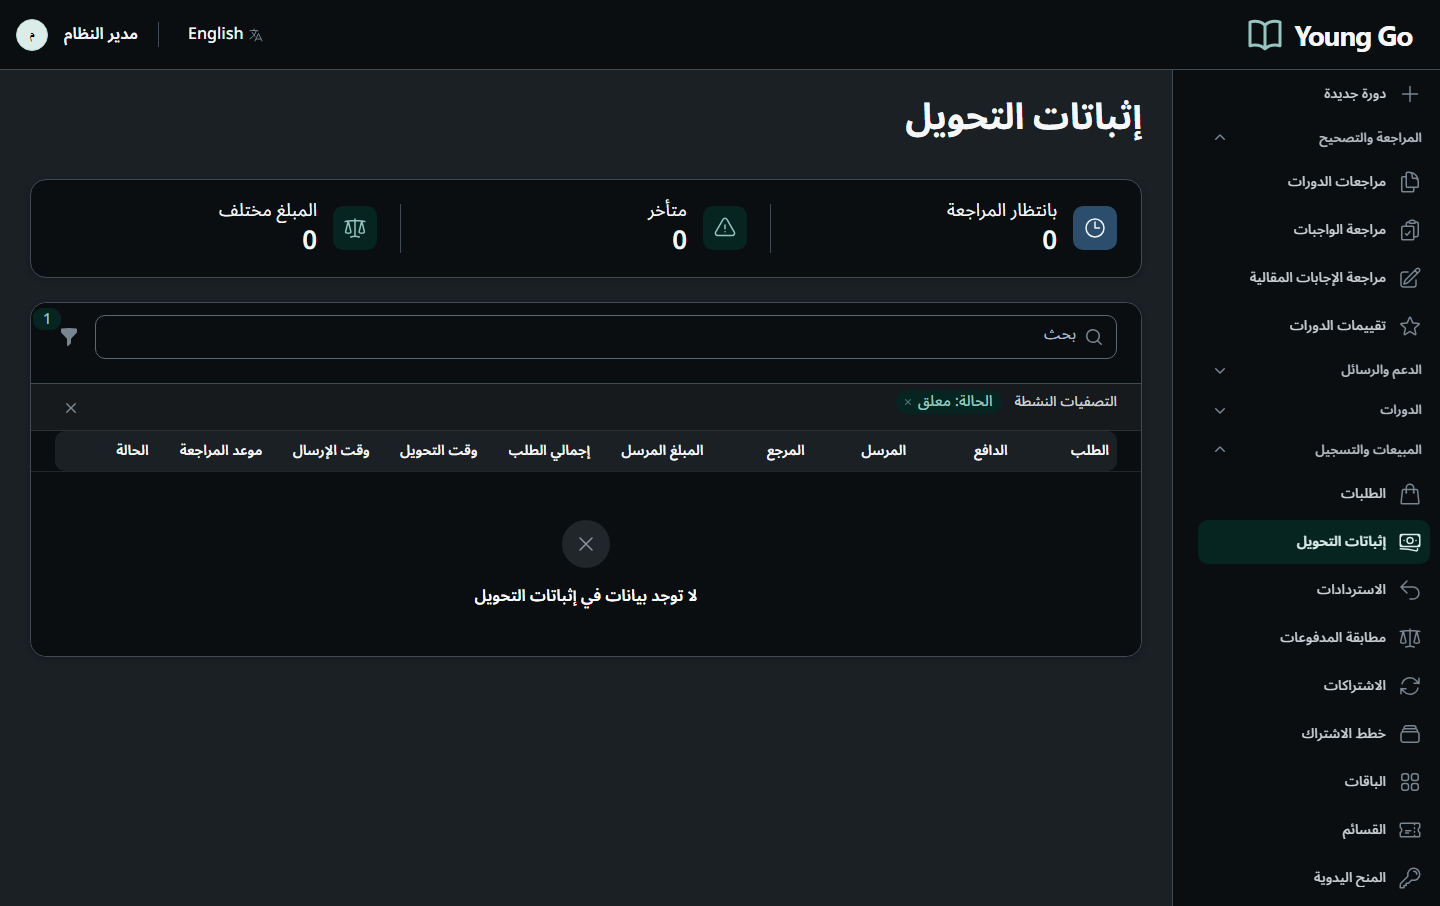 Young Go
English
مدير النظام
م
دورة جديدة
المراجعة والتصحيح
مراجعات الدورات
مراجعة الواجبات
مراجعة الإجابات المقالية
تقييمات الدورات
الدعم والرسائل
الدورات
المبيعات والتسجيل
الطلبات
إثباتات التحويل
الاستردادات
مطابقة المدفوعات
الاشتراكات
خطط الاشتراك
الباقات
القسائم
المنح اليدوية
إثباتات التحويل
بانتظار المراجعة
0
متأخر
0
المبلغ مختلف
0
بحث
1
التصفيات النشطة الحالة: معلق
الطلب الدافع المرسل المرجع المبلغ المرسل إجمالي الطلب وقت التحويل وقت الإرسال موعد المراجعة الحالة
لا توجد بيانات في إثباتات التحويل